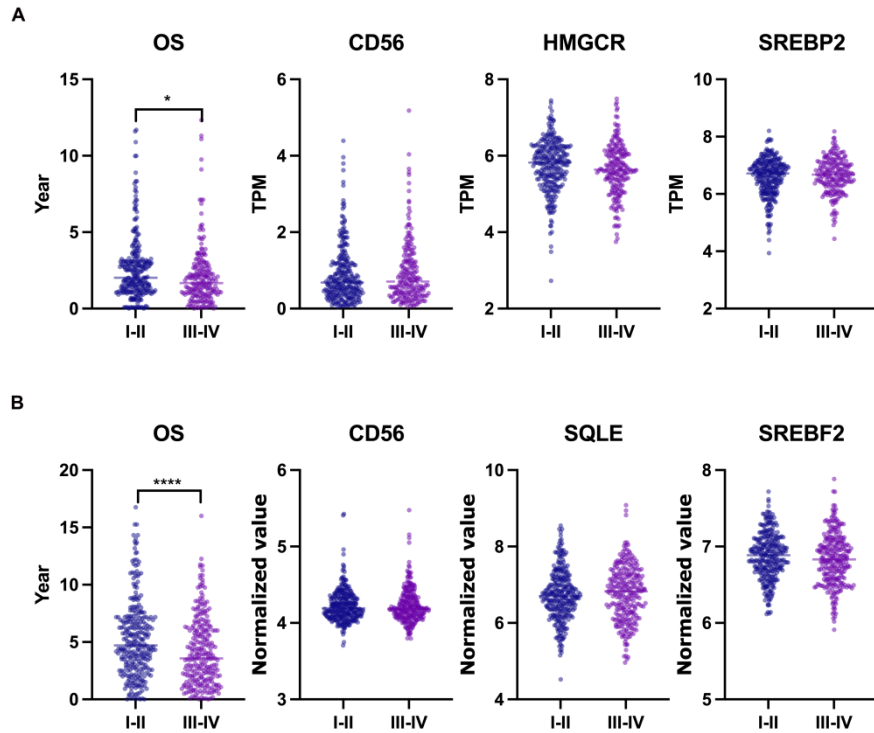 A
OS
CD56
HMGCR
SREBP2
15
10
5
0
Year
*
I-II
III-IV
6
4
2
0
TPM
I-II
III-IV
8
6
4
2
TPM
I-II
III-IV
10
8
6
4
2
TPM
I-II
III-IV
B
OS
CD56
SQLE
SREBF2
20
15
10
5
0
Year
****
I-II
III-IV
6
5
4
3
Normalized value
I-II
III-IV
10
8
6
4
Normalized value
I-II
III-IV
8
7
6
5
Normalized value
I-II
III-IV